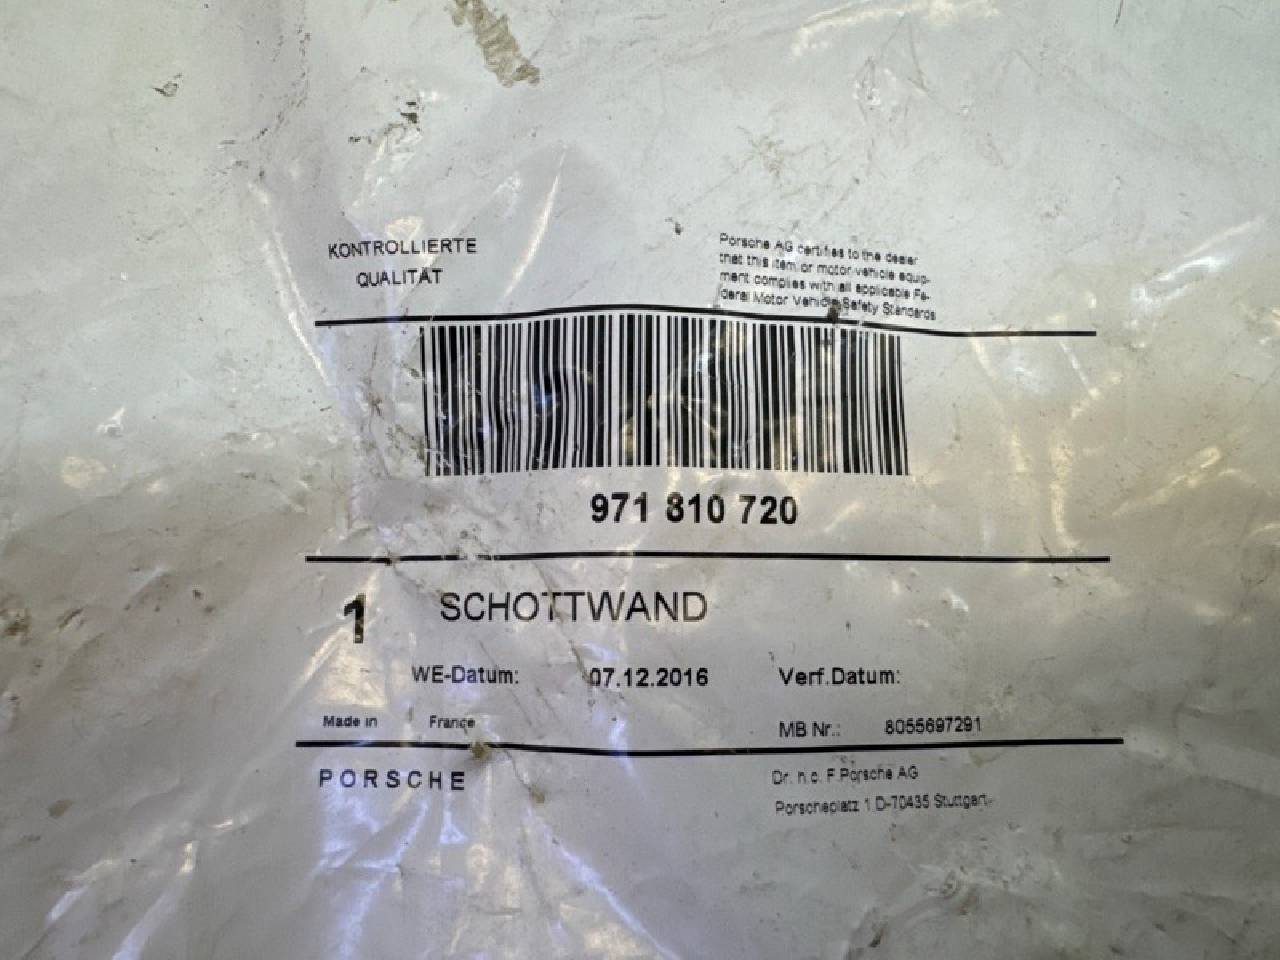 KONTROLLIERTE
QUALITÄT
Porsche AG certifies to the dealer
that this item or motor vehicle equip-
ment complies with all applicable Fe-
deral Motor Vehicle Safety Standards
971 810 720
1 SCHOTTWAND
WE-Datum: 07.12.2016 Verf.Datum:
Made in France
MB Nr.: 8055697291
PORSCHE
Dr. h.c. F.Porsche AG
Porscheplatz 1 D-70435 Stuttgart